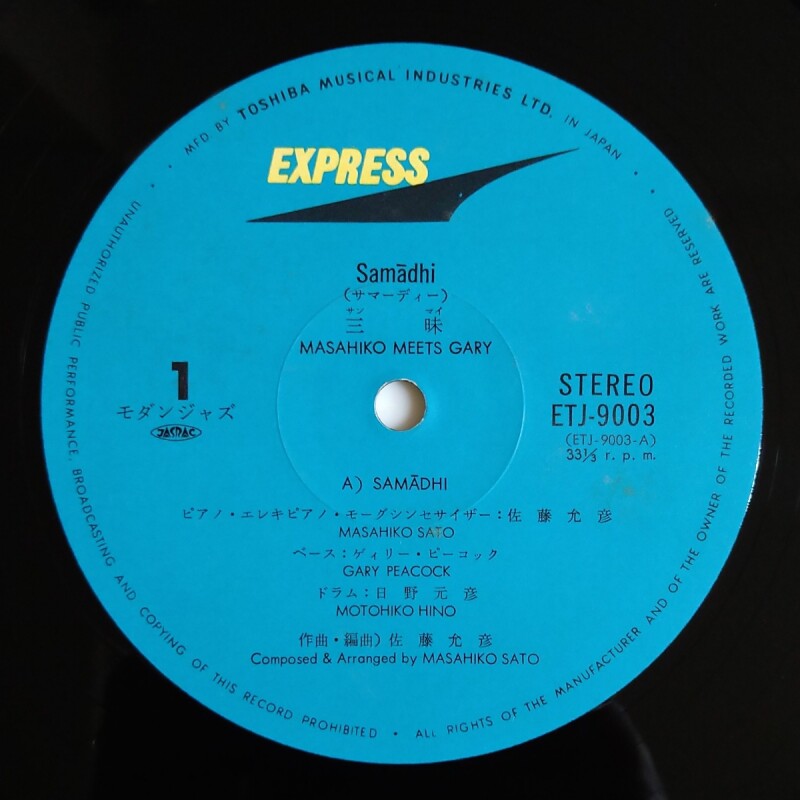 MFD BY TOSHIBA MUSICAL INDUSTRIES LTD. IN JAPAN
EXPRESS
Samādhi
(サマーディー)
サン マイ
三 昧
MASAHIKO MEETS GARY
1
モダンジャズ
JASRAC
STEREO
ETJ-9003
(ETJ-9003-A)
33⅓ r. p. m.
A) SAMĀDHI
ピアノ・エレキピアノ・モーグシンセサイザー：佐 藤 允 彦
MASAHIKO SATO
ベース：ゲィリー・ピーコック
GARY PEACOCK
ドラム：日 野 元 彦
MOTOHIKO HINO
作曲・編曲）佐 藤 允 彦
Composed & Arranged by MASAHIKO SATO
UNAUTHORIZED PUBLIC PERFORMANCE, BROADCASTING AND COPYING OF THIS RECORD PROHIBITED • ALL RIGHTS OF THE MANUFACTURER AND OF THE OWNER OF THE RECORDED WORK ARE RESERVED